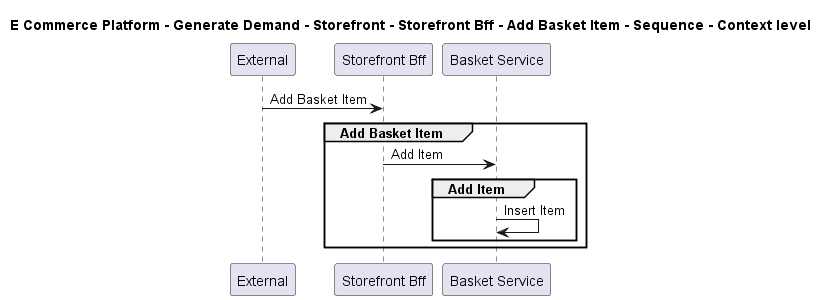 E Commerce Platform - Generate Demand - Storefront - Storefront Bff - Add Basket Item - Sequence - Context level
External
Storefront Bff
Basket Service
Add Basket Item
Add Basket Item
Add Item
Add Item
Insert Item
External
Storefront Bff
Basket Service